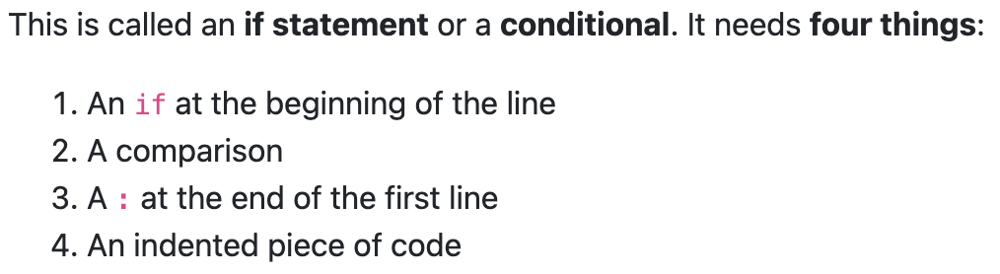 This is called an if statement or a conditional. It needs four things:
1. An if at the beginning of the line
2. A comparison
3. A : at the end of the first line
4. An indented piece of code